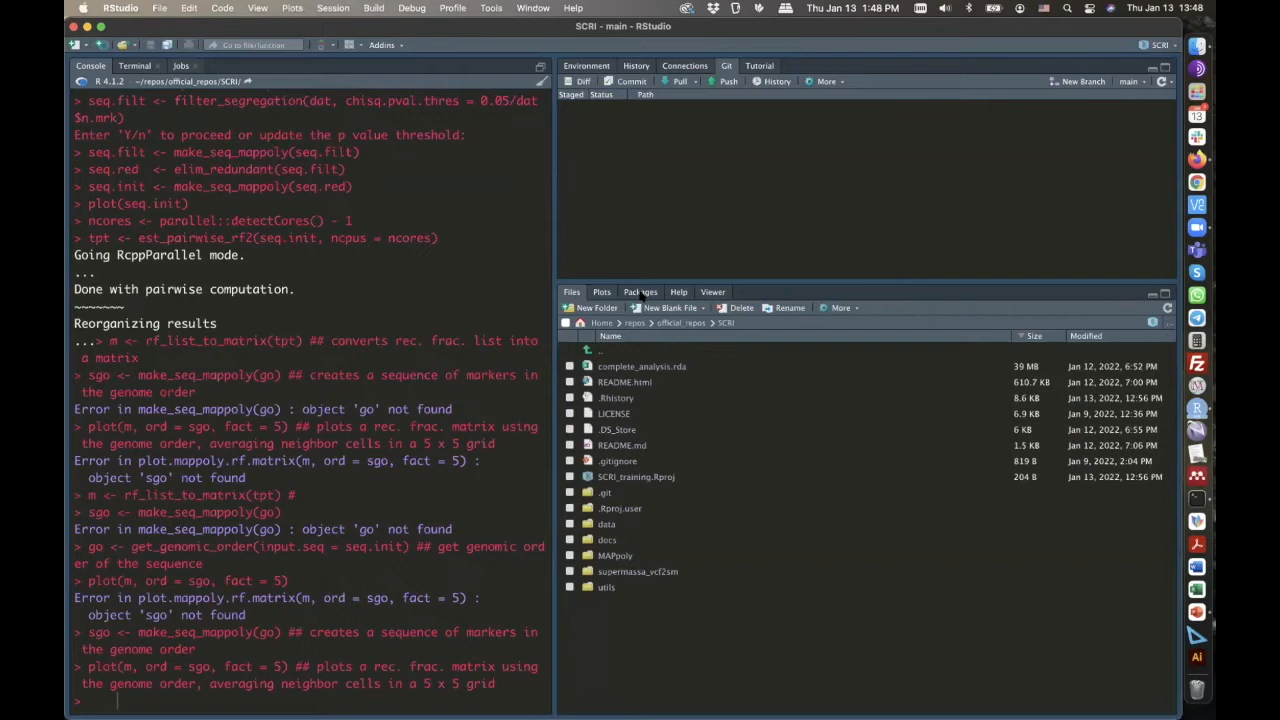 RStudio File Edit Code View Plots Session Build Debug Profile Tools Window Help Thu Jan 13 1:48 PM Thu Jan 13 13:48
SCRI - main - RStudio
Go to file/function Addins SCRI
Console Terminal Jobs
R 4.1.2 · ~/repos/official_repos/SCRI/
> seq.filt <- filter_segregation(dat, chisq.pval.thres = 0.05/dat
$n.mrk)
Enter 'Y/n' to proceed or update the p value threshold:
> seq.filt <- make_seq_mappoly(seq.filt)
> seq.red  <- elim_redundant(seq.filt)
> seq.init <- make_seq_mappoly(seq.red)
> plot(seq.init)
> ncores <- parallel::detectCores() - 1
> tpt <- est_pairwise_rf2(seq.init, ncpus = ncores)
Going RcppParallel mode.
...
Done with pairwise computation.
~~~~~~~
Reorganizing results
...> m <- rf_list_to_matrix(tpt) ## converts rec. frac. list into
a matrix
> sgo <- make_seq_mappoly(go) ## creates a sequence of markers in
the genome order
Error in make_seq_mappoly(go) : object 'go' not found
> plot(m, ord = sgo, fact = 5) ## plots a rec. frac. matrix using
the genome order, averaging neighbor cells in a 5 x 5 grid
Error in plot.mappoly.rf.matrix(m, ord = sgo, fact = 5) :
object 'sgo' not found
> m <- rf_list_to_matrix(tpt) #
> sgo <- make_seq_mappoly(go)
Error in make_seq_mappoly(go) : object 'go' not found
> go <- get_genomic_order(input.seq = seq.init) ## get genomic ord
er of the sequence
> plot(m, ord = sgo, fact = 5)
Error in plot.mappoly.rf.matrix(m, ord = sgo, fact = 5) :
object 'sgo' not found
> sgo <- make_seq_mappoly(go) ## creates a sequence of markers in
the genome order
> plot(m, ord = sgo, fact = 5) ## plots a rec. frac. matrix using
the genome order, averaging neighbor cells in a 5 x 5 grid
>
Environment History Connections Git Tutorial
Diff Commit Pull Push History More New Branch main
Staged Status Path
Files Plots Packages Help Viewer
New Folder New Blank File Delete Rename More
Home repos official_repos SCRI
Name Size Modified
..
complete_analysis.rda 39 MB Jan 12, 2022, 6:52 PM
README.html 610.7 KB Jan 12, 2022, 7:00 PM
.Rhistory 8.6 KB Jan 13, 2022, 12:56 PM
LICENSE 6.9 KB Jan 9, 2022, 12:36 PM
.DS_Store 6 KB Jan 9, 2022, 7:55 PM
README.md 1.5 KB Jan 12, 2022, 7:06 PM
.gitignore 819 B Jan 9, 2022, 2:04 PM
SCRI_training.Rproj 204 B Jan 13, 2022, 12:56 PM
.git
.Rproj.user
data
docs
MAPpoly
supermassa_vcf2sm
utils